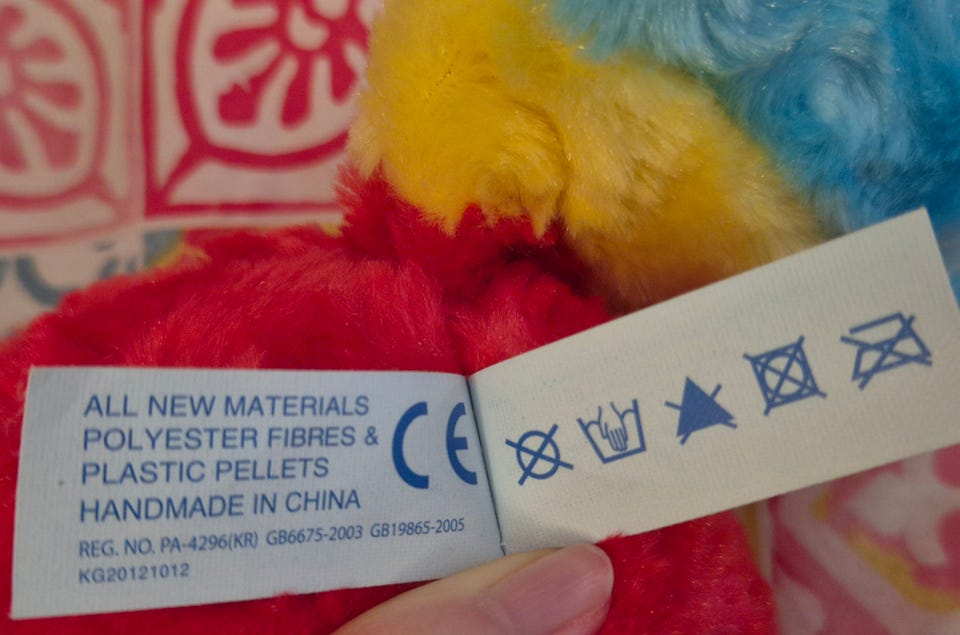 ALL NEW MATERIALS
POLYESTER FIBRES &
PLASTIC PELLETS
HANDMADE IN CHINA
CE
REG. NO. PA-4296(KR) GB6675-2003 GB19865-2005
KG20121012